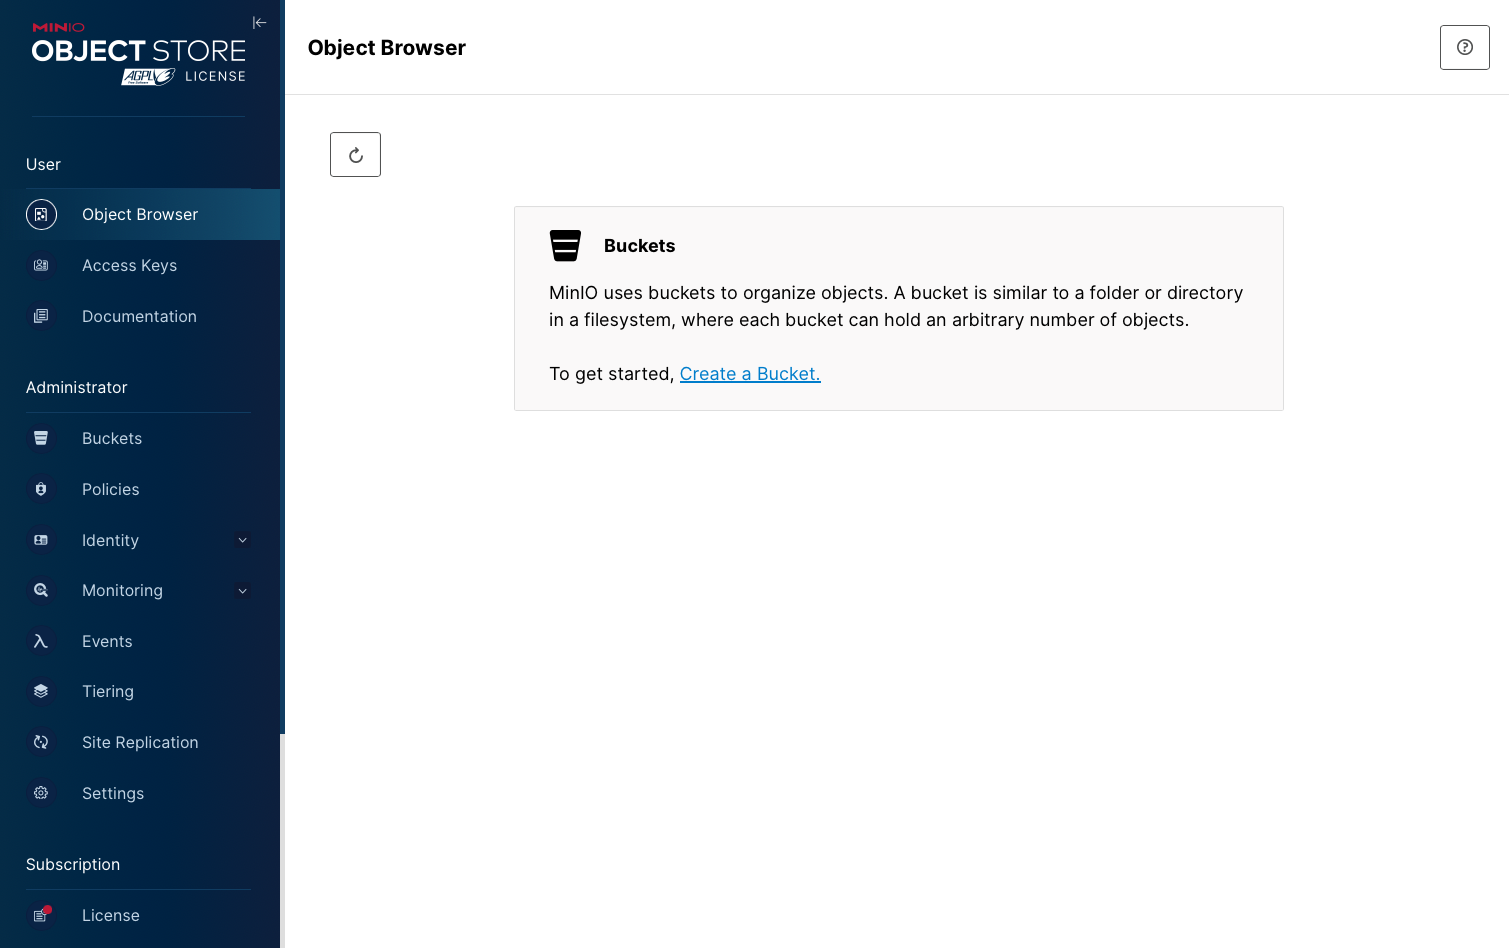 MINIO
OBJECT STORE
AGPL LICENSE
User
Object Browser
Access Keys
Documentation
Administrator
Buckets
Policies
Identity
Monitoring
Events
Tiering
Site Replication
Settings
Subscription
License
Object Browser
Buckets
MinIO uses buckets to organize objects. A bucket is similar to a folder or directory
in a filesystem, where each bucket can hold an arbitrary number of objects.
To get started, Create a Bucket.